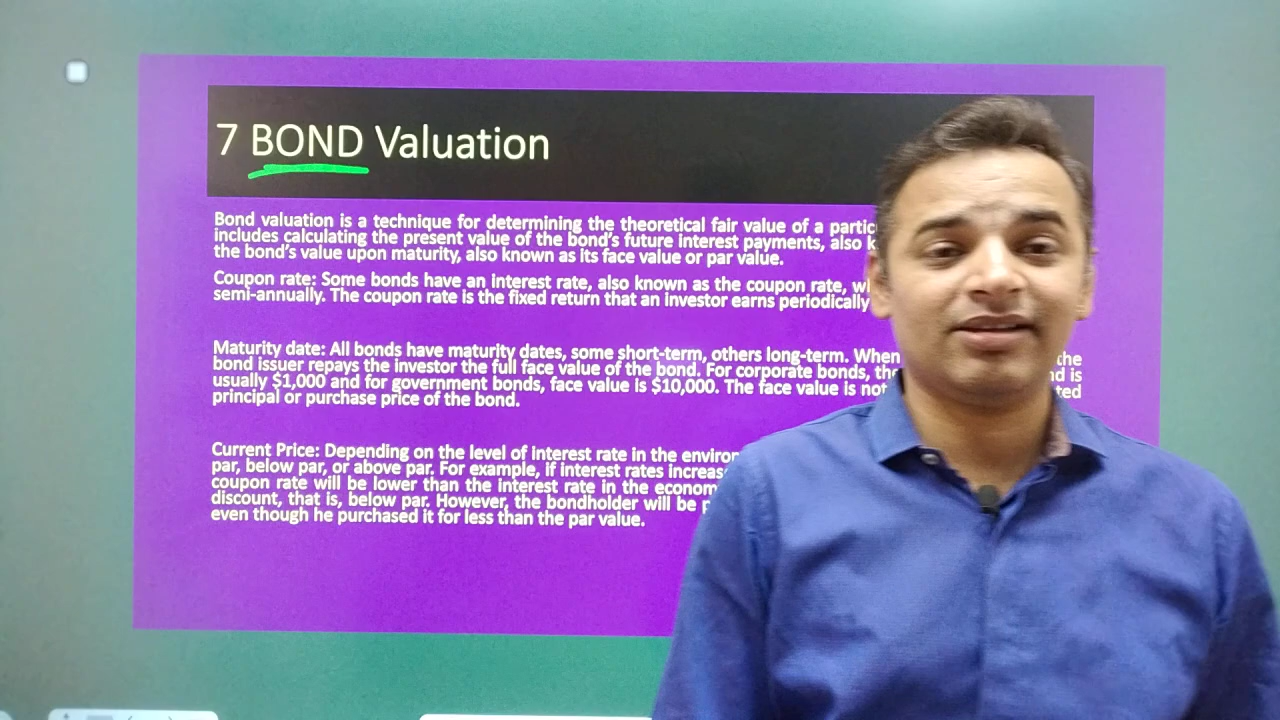 7 BOND Valuation
Bond valuation is a technique for determining the theoretical fair value of a
includes calculating the present value of the bond’s future interest payments, also
the bond’s value upon maturity, also known as its face value or par value.
Coupon rate: Some bonds have an interest rate, also known as the coupon rate,
semi-annually. The coupon rate is the fixed return that an investor earns periodically
Maturity date: All bonds have maturity dates, some short-term, others long-term. When the
bond issuer repays the investor the full face value of the bond. For corporate bonds, is
usually $1,000 and for government bonds, face value is $10,000. The face value is not
principal or purchase price of the bond.
Current Price: Depending on the level of interest rate in the
par, below par, or above par. For example, if interest rates
coupon rate will be lower than the interest rate in the
discount, that is, below par. However, the bondholder will be
even though he purchased it for less than the par value.